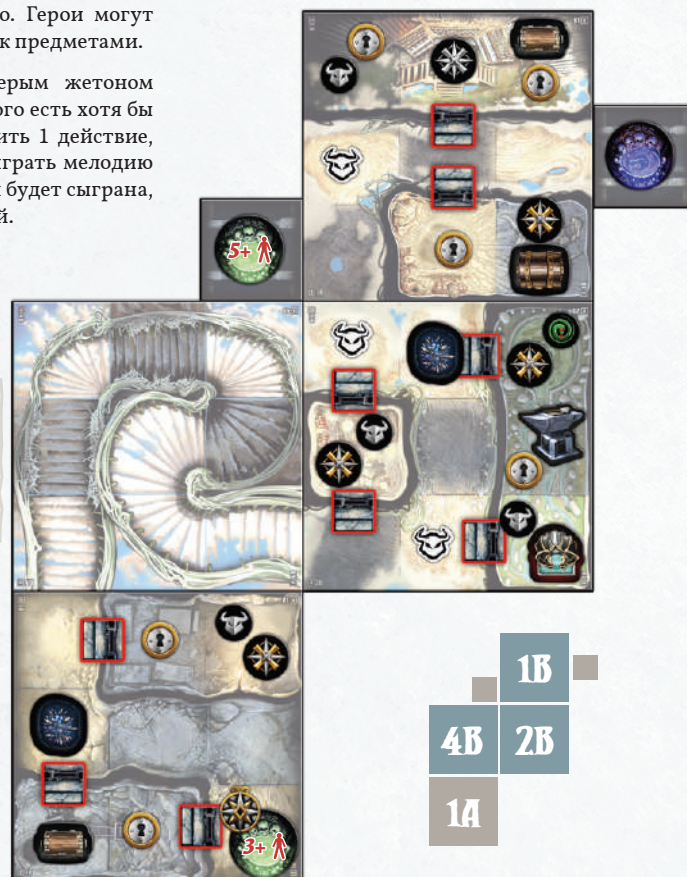 о. Герои могут
к предметами.
ерым жетоном
ого есть хотя бы
ить 1 действие,
играть мелодию
и будет сыграна,
й.
5+
3+
1B
4B
2B
1A